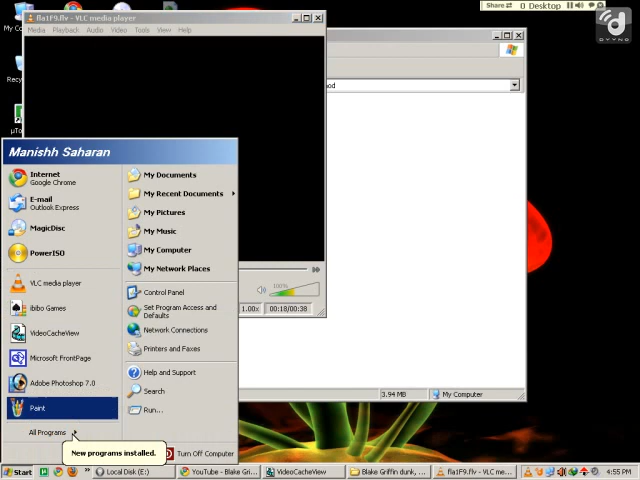 My Co
fla1F9.flv - VLC media player
Share
0 Desktop
DYYNO
Media Playback Audio Video Tools View Help
Recyc
μTo
Manishh Saharan
Internet
Google Chrome
E-mail
Outlook Express
MagicDisc
PowerISO
VLC media player
ibibo Games
VideoCacheView
Microsoft FrontPage
Adobe Photoshop 7.0
Paint
All Programs
My Documents
My Recent Documents
My Pictures
My Music
My Computer
My Network Places
Control Panel
Set Program Access and
Defaults
Network Connections
Printers and Faxes
Help and Support
Search
Run...
100%
1.00x 00:18/00:38
3.94 MB My Computer
New programs installed.
Turn Off Computer
Start
Local Disk (E:)
YouTube - Blake Gri...
VideoCacheView
Blake Griffin dunk, ...
fla1F9.flv - VLC me...
4:55 PM